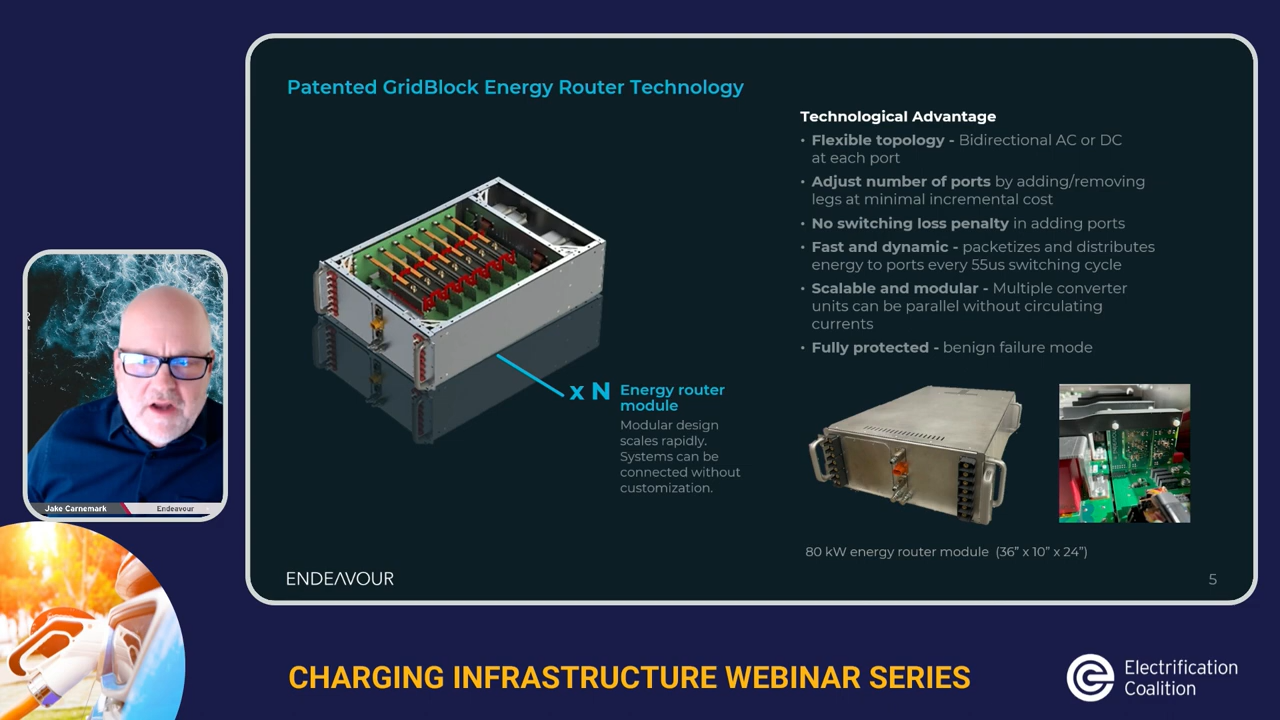 Patented GridBlock Energy Router Technology
Technological Advantage
• Flexible topology - Bidirectional AC or DC
at each port
• Adjust number of ports by adding/removing
legs at minimal incremental cost
• No switching loss penalty in adding ports
• Fast and dynamic - packetizes and distributes
energy to ports every 55us switching cycle
• Scalable and modular - Multiple converter
units can be parallel without circulating
currents
• Fully protected - benign failure mode
x N
Energy router
module
Modular design
scales rapidly.
Systems can be
connected without
customization.
80 kW energy router module (36” x 10” x 24”)
ENDEAVOUR
5
Jake Carnemark
Endeavour
CHARGING INFRASTRUCTURE WEBINAR SERIES
Electrification
Coalition